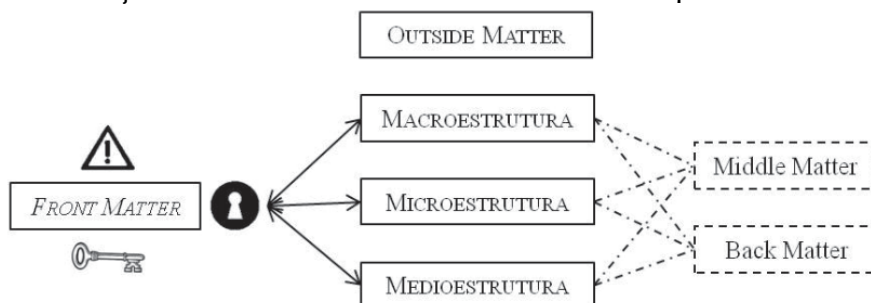 OUTSIDE MATTER
MACROESTRUTURA
Middle Matter
FRONT MATTER
MICROESTRUTURA
Back Matter
MEDIOESTRUTURA